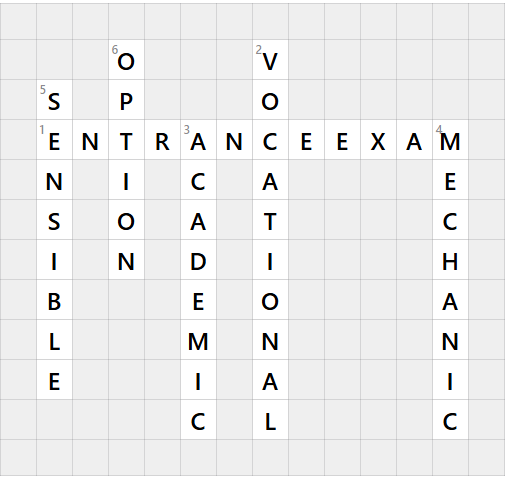 6 O 2 V
5 S P O
1 E N T R 3 A N C E E X A 4 M
N I C A E
S O A T C
I N D I H
B E O A
L M N N
E I A I
C L C